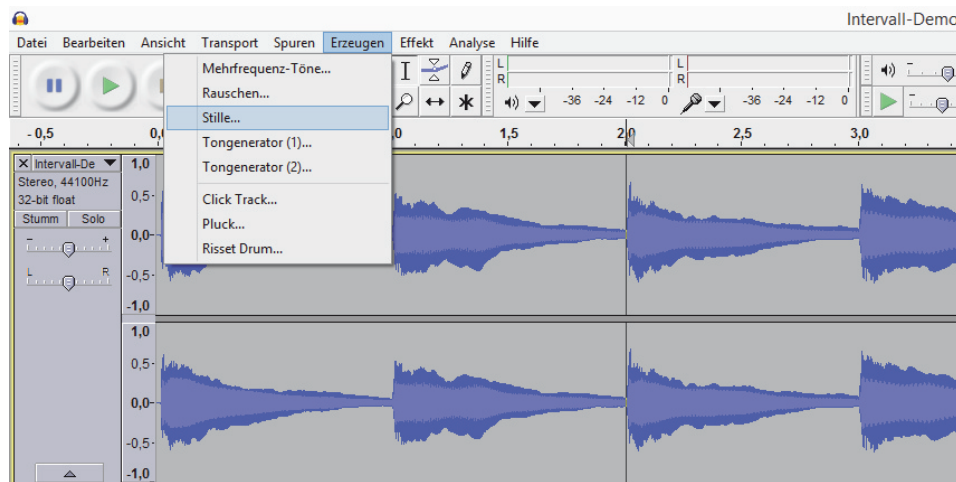 Intervall-Demo
Datei Bearbeiten Ansicht Transport Spuren Erzeugen Effekt Analyse Hilfe
Mehrfrequenz-Töne...
Rauschen...
Stille...
Tongenerator (1)...
Tongenerator (2)...
Click Track...
Pluck...
Risset Drum...
L
R
-36 -24 -12 0
L
R
-36 -24 -12 0
- 0,5 0,0 1,5 2,0 2,5 3,0
Intervall-De
Stereo, 44100Hz
32-bit float
Stumm Solo
- +
L R
1,0
0,5
0,0
-0,5
-1,0
1,0
0,5
0,0
-0,5
-1,0